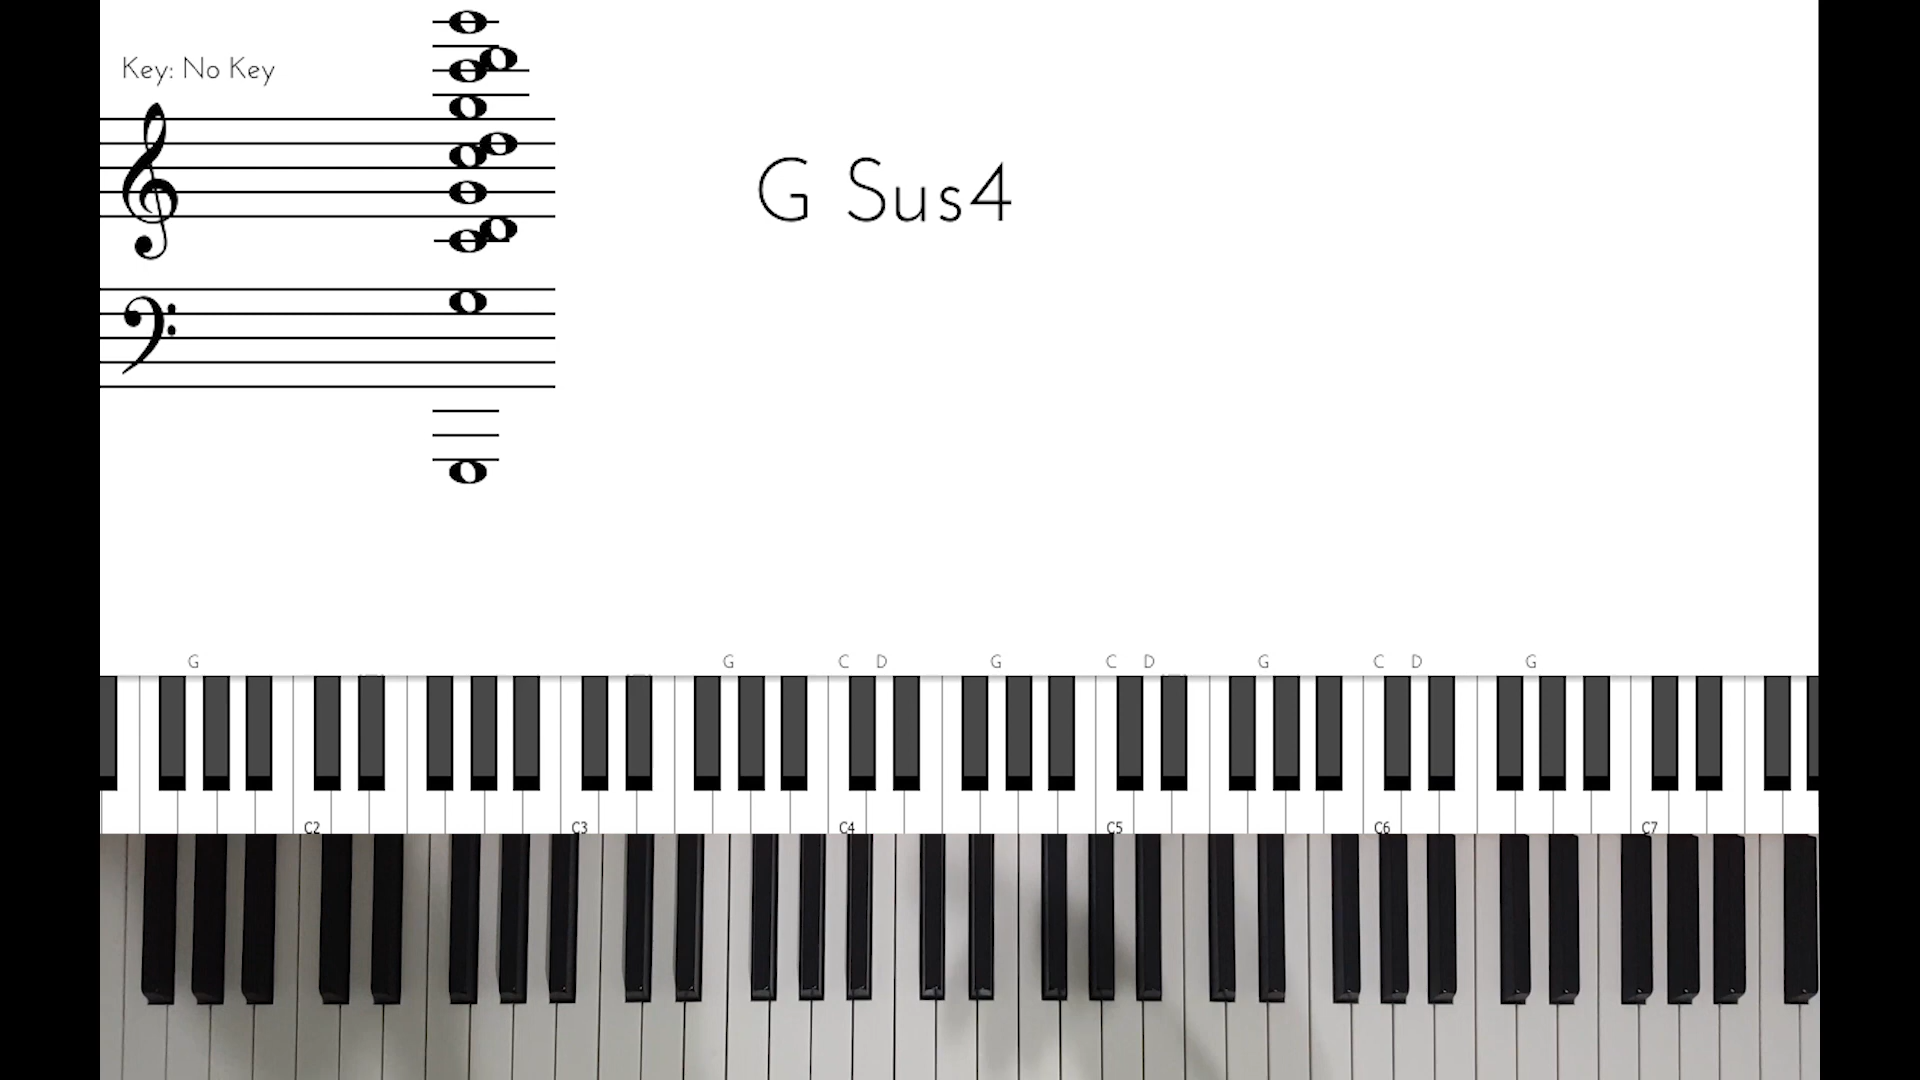 Key: No Key
G Sus4
G G C D G C D G C D G
C2 C3 C4 C5 C6 C7